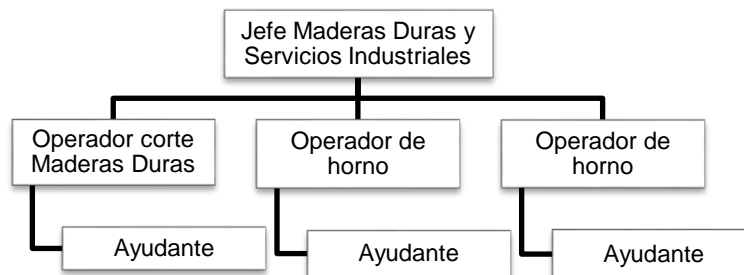 Jefe Maderas Duras y
Servicios Industriales
Operador corte
Maderas Duras
Operador de
horno
Operador de
horno
Ayudante
Ayudante
Ayudante